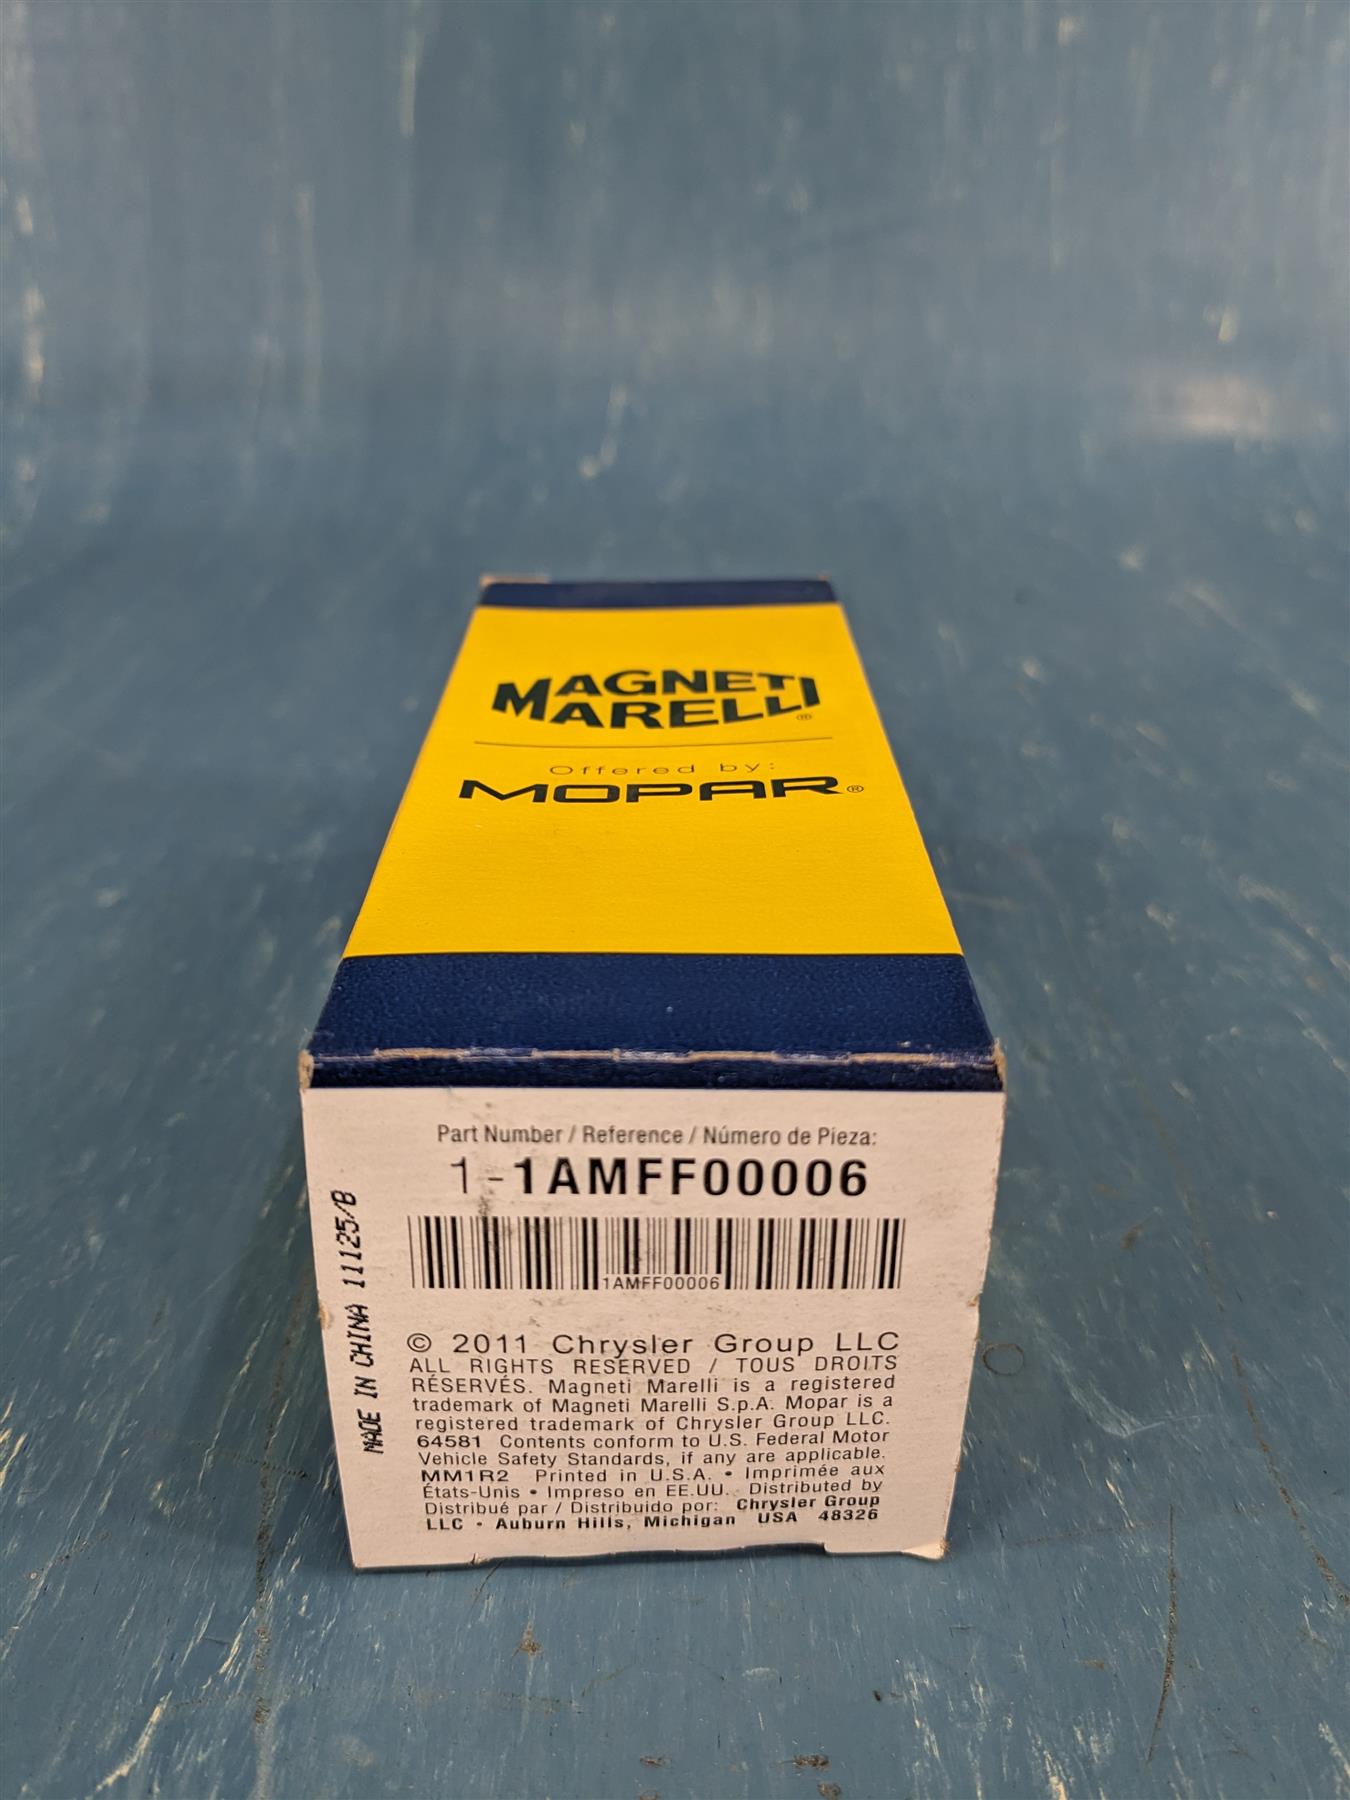 MAGNETI
MARELLI®
Offered by:
MOPAR®
Part Number / Reference / Número de Pieza:
1 - 1AMFF00006
1AMFF00006
MADE IN CHINA 11125/B
© 2011 Chrysler Group LLC
ALL RIGHTS RESERVED / TOUS DROITS
RÉSERVÉS. Magneti Marelli is a registered
trademark of Magneti Marelli S.p.A. Mopar is a
registered trademark of Chrysler Group LLC.
64581 Contents conform to U.S. Federal Motor
Vehicle Safety Standards, if any are applicable.
MM1R2 Printed in U.S.A. • Imprimée aux
États-Unis • Impreso en EE.UU. Distributed by
Distribué par / Distribuido por: Chrysler Group
LLC • Auburn Hills, Michigan USA 48326